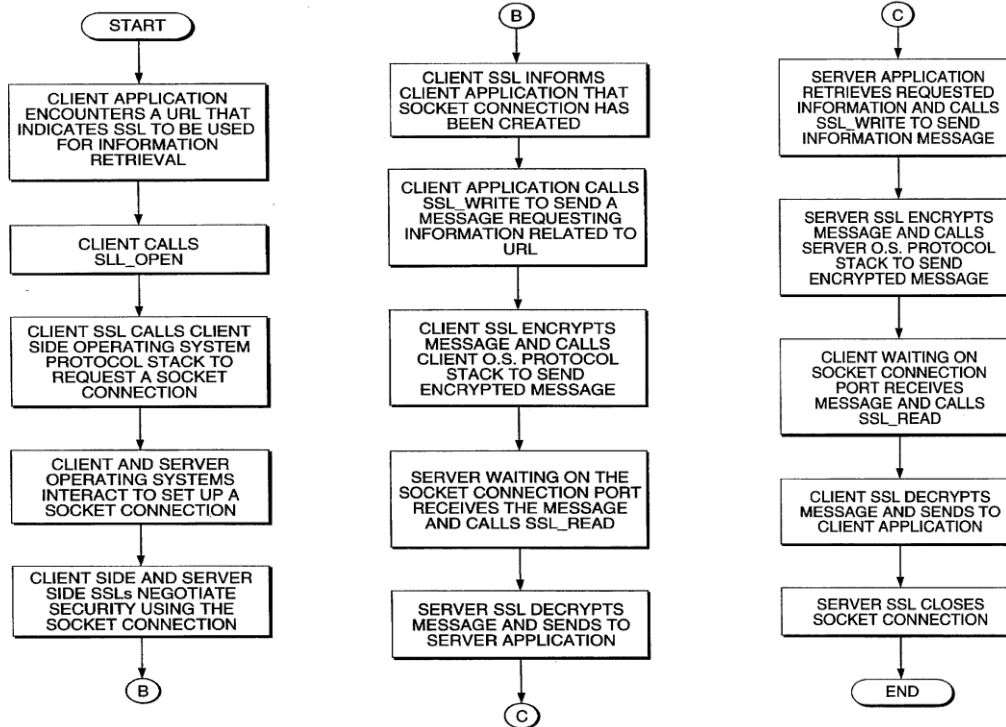 START
CLIENT APPLICATION
ENCOUNTERS A URL THAT
INDICATES SSL TO BE USED
FOR INFORMATION
RETRIEVAL
CLIENT CALLS
SLL_OPEN
CLIENT SSL CALLS CLIENT
SIDE OPERATING SYSTEM
PROTOCOL STACK TO
REQUEST A SOCKET
CONNECTION
CLIENT AND SERVER
OPERATING SYSTEMS
INTERACT TO SET UP A
SOCKET CONNECTION
CLIENT SIDE AND SERVER
SIDE SSLs NEGOTIATE
SECURITY USING THE
SOCKET CONNECTION
B
B
CLIENT SSL INFORMS
CLIENT APPLICATION THAT
SOCKET CONNECTION HAS
BEEN CREATED
CLIENT APPLICATION CALLS
SSL_WRITE TO SEND A
MESSAGE REQUESTING
INFORMATION RELATED TO
URL
CLIENT SSL ENCRYPTS
MESSAGE AND CALLS
CLIENT O.S. PROTOCOL
STACK TO SEND
ENCRYPTED MESSAGE
SERVER WAITING ON THE
SOCKET CONNECTION PORT
RECEIVES THE MESSAGE
AND CALLS SSL_READ
SERVER SSL DECRYPTS
MESSAGE AND SENDS TO
SERVER APPLICATION
C
C
SERVER APPLICATION
RETRIEVES REQUESTED
INFORMATION AND CALLS
SSL_WRITE TO SEND
INFORMATION MESSAGE
SERVER SSL ENCRYPTS
MESSAGE AND CALLS
SERVER O.S. PROTOCOL
STACK TO SEND
ENCRYPTED MESSAGE
CLIENT WAITING ON
SOCKET CONNECTION
PORT RECEIVES
MESSAGE AND CALLS
SSL_READ
CLIENT SSL DECRYPTS
MESSAGE AND SENDS TO
CLIENT APPLICATION
SERVER SSL CLOSES
SOCKET CONNECTION
END